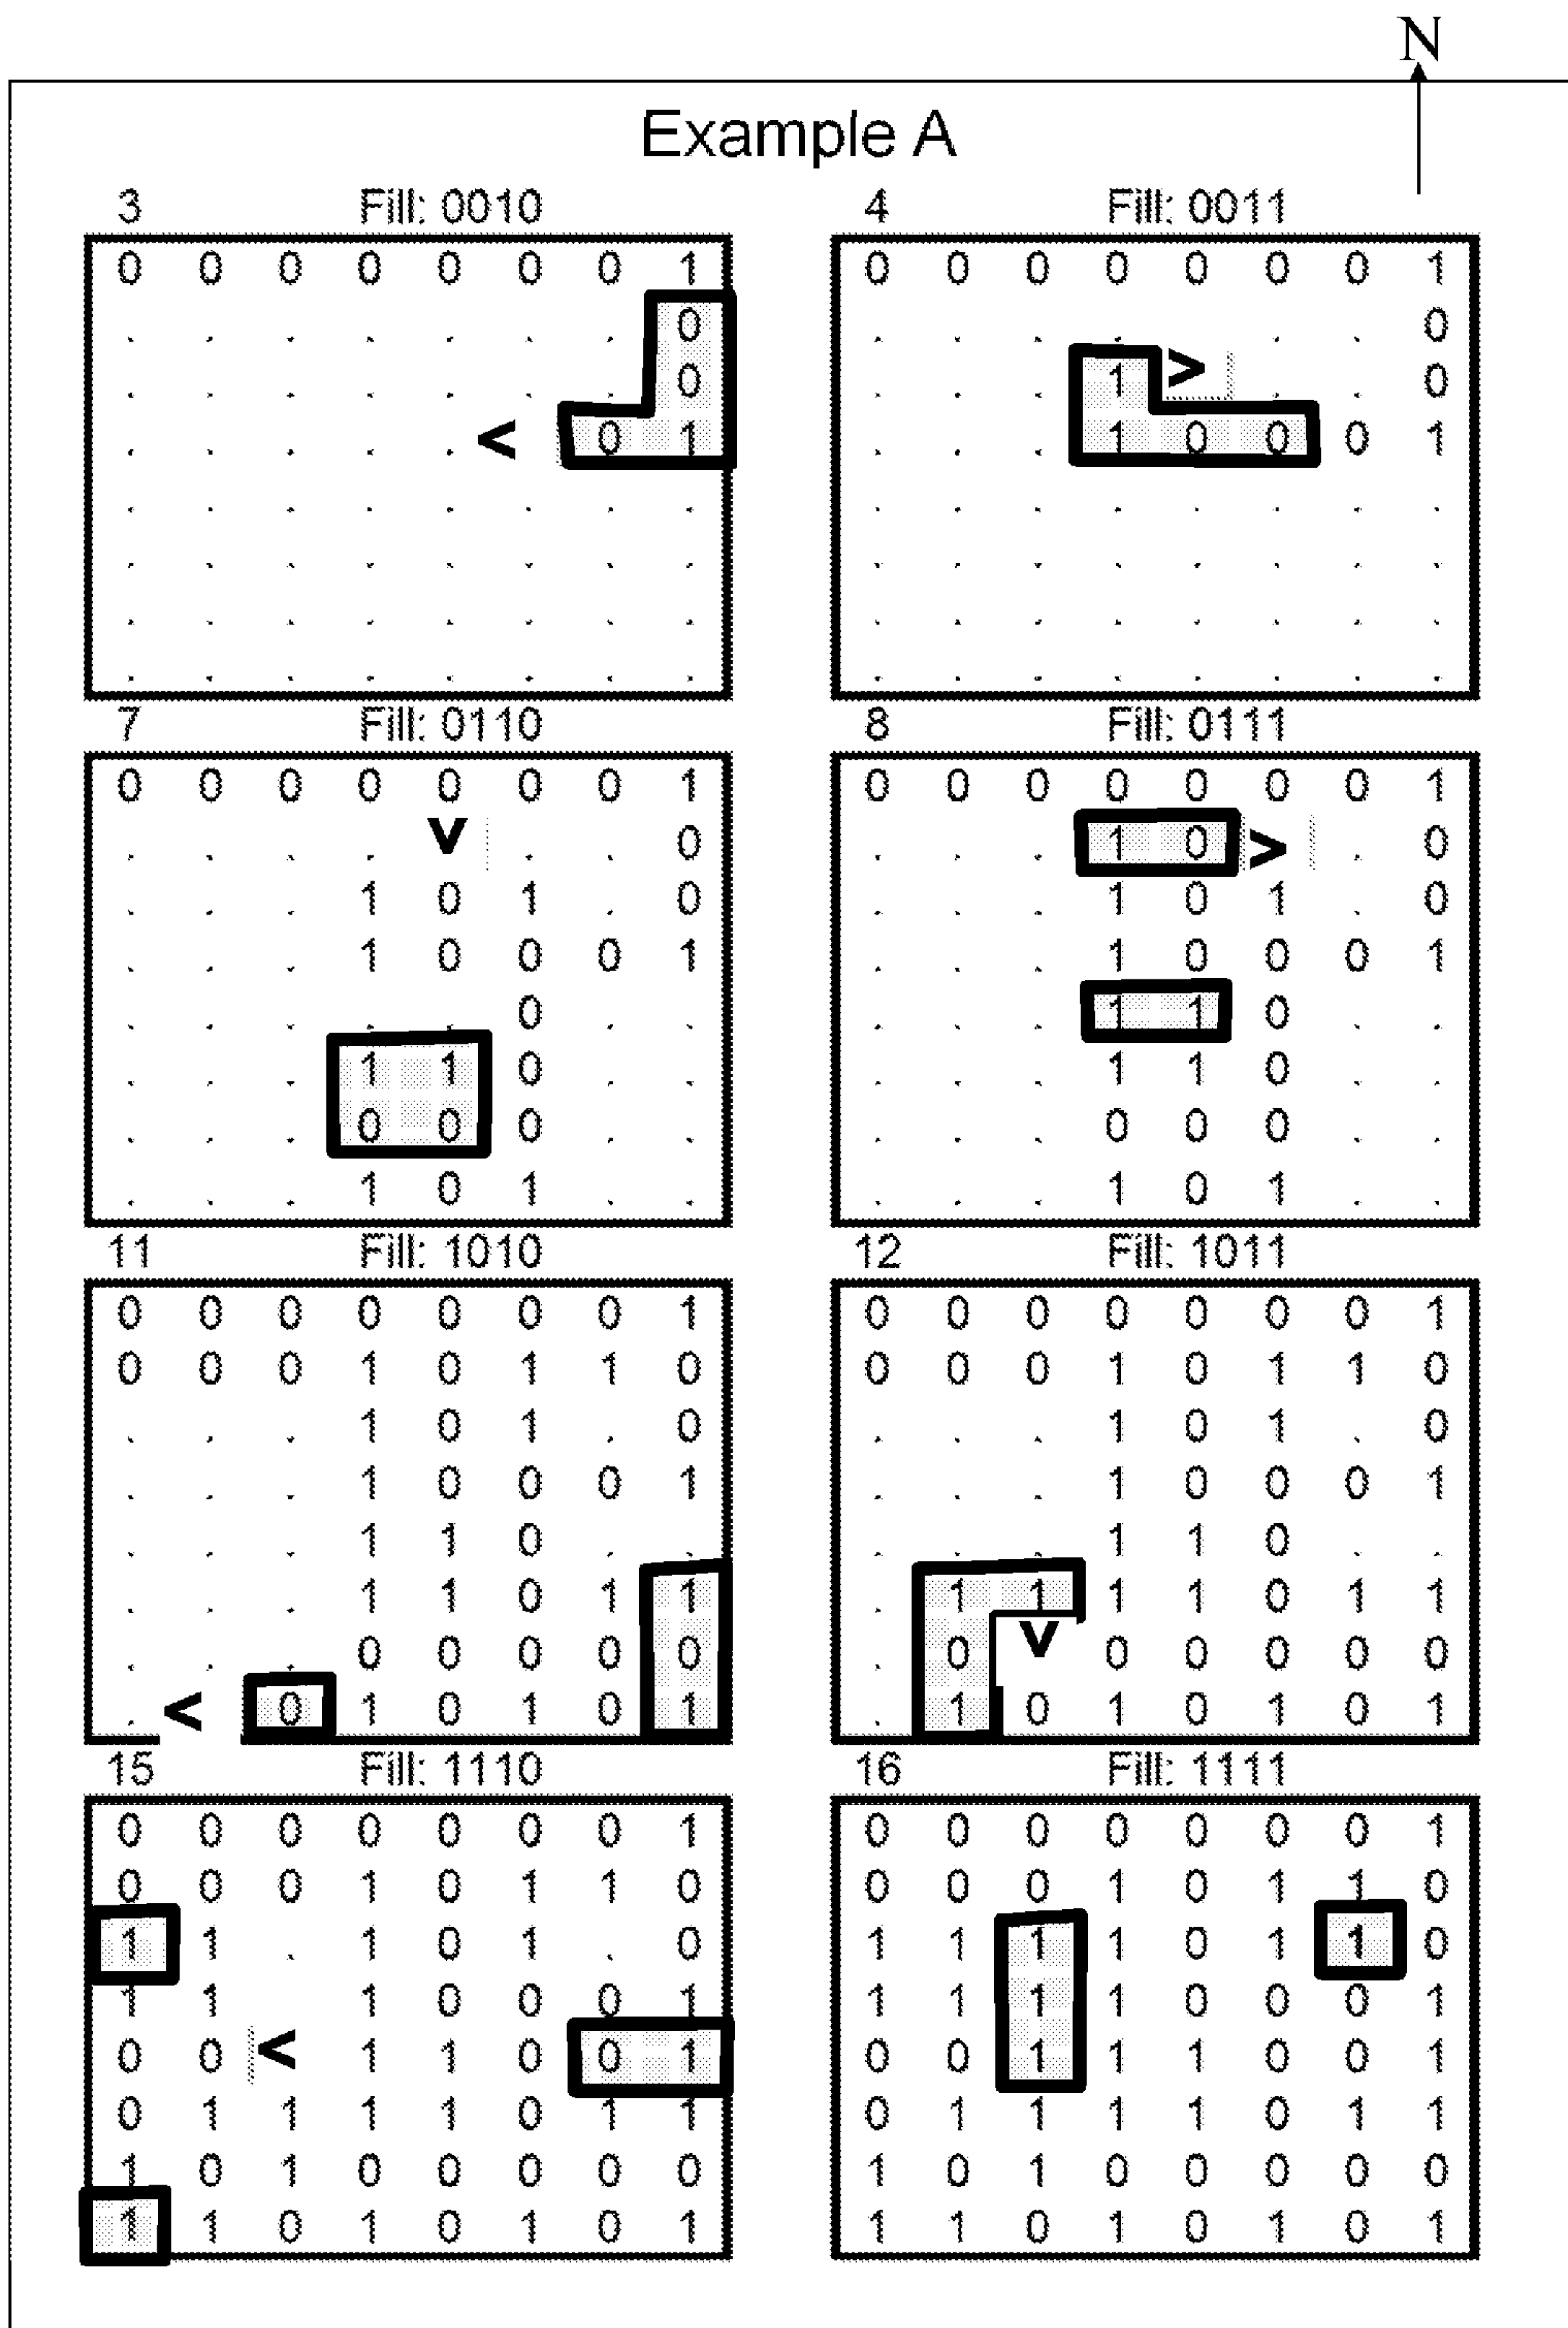 N
Example A
3 Fill: 0010
0 0 0 0 0 0 0 1
. . . . . . . 0
. . . . . . . 0
. . . . . < 0 1
. . . . . . . .
. . . . . . . .
. . . . . . . .
. . . . . . . .
4 Fill: 0011
0 0 0 0 0 0 0 1
. . . . . . . 0
. . . 1 > . . 0
. . . 1 0 0 0 1
. . . . . . . .
. . . . . . . .
. . . . . . . .
. . . . . . . .
7 Fill: 0110
0 0 0 0 0 0 0 1
. . . . V . . 0
. . . 1 0 1 . 0
. . . 1 0 0 0 1
. . . . . 0 . .
. . . 1 1 0 . .
. . . 0 0 0 . .
. . . 1 0 1 . .
8 Fill: 0111
0 0 0 0 0 0 0 1
. . . 1 0 > . 0
. . . 1 0 1 . 0
. . . 1 0 0 0 1
. . . 1 1 0 . .
. . . 1 1 0 . .
. . . 0 0 0 . .
. . . 1 0 1 . .
11 Fill: 1010
0 0 0 0 0 0 0 1
0 0 0 1 0 1 1 0
. . . 1 0 1 . 0
. . . 1 0 0 0 1
. . . 1 1 0 . .
. . . 1 1 0 1 1
. . . 0 0 0 0 0
. < 0 1 0 1 0 1
12 Fill: 1011
0 0 0 0 0 0 0 1
0 0 0 1 0 1 1 0
. . . 1 0 1 . 0
. . . 1 0 0 0 1
. . . 1 1 0 . .
. 1 1 1 1 0 1 1
. 0 V 0 0 0 0 0
. 1 0 1 0 1 0 1
15 Fill: 1110
0 0 0 0 0 0 0 1
0 0 0 1 0 1 1 0
1 1 . 1 0 1 . 0
1 1 1 0 0 0 1
0 0 < 1 1 0 0 1
0 1 1 1 1 0 1 1
1 0 1 0 0 0 0 0
1 1 0 1 0 1 0 1
16 Fill: 1111
0 0 0 0 0 0 0 1
0 0 0 1 0 1 1 0
1 1 1 1 0 1 1 0
1 1 1 1 0 0 0 1
0 0 1 1 1 0 0 1
0 1 1 1 1 0 1 1
1 0 1 0 0 0 0 0
1 1 0 1 0 1 0 1